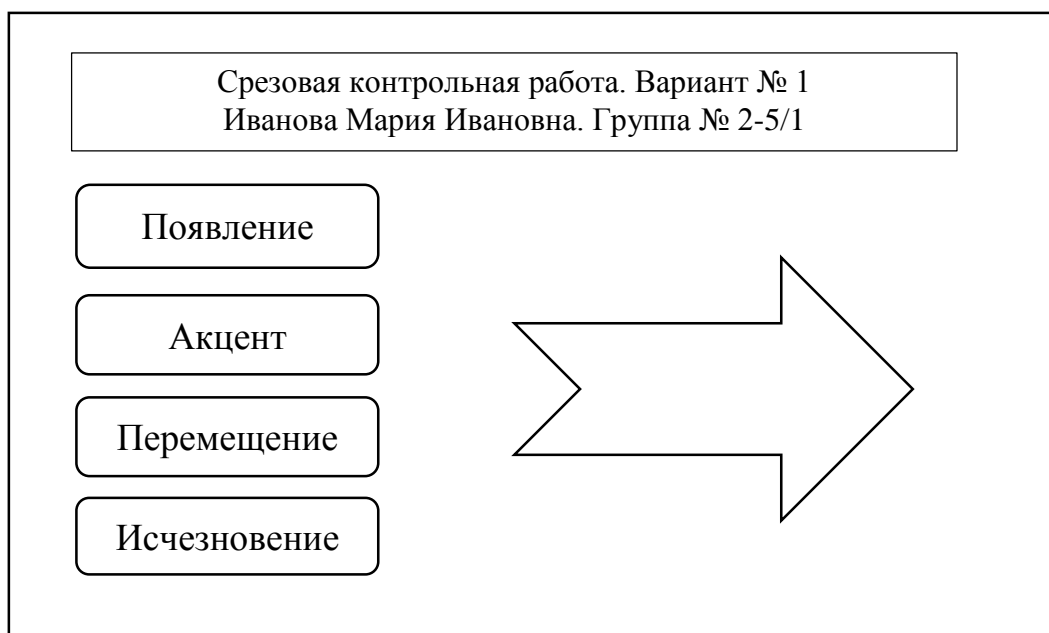 Срезовая контрольная работа. Вариант № 1
Иванова Мария Ивановна. Группа № 2-5/1
Появление
Акцент
Перемещение
Исчезновение